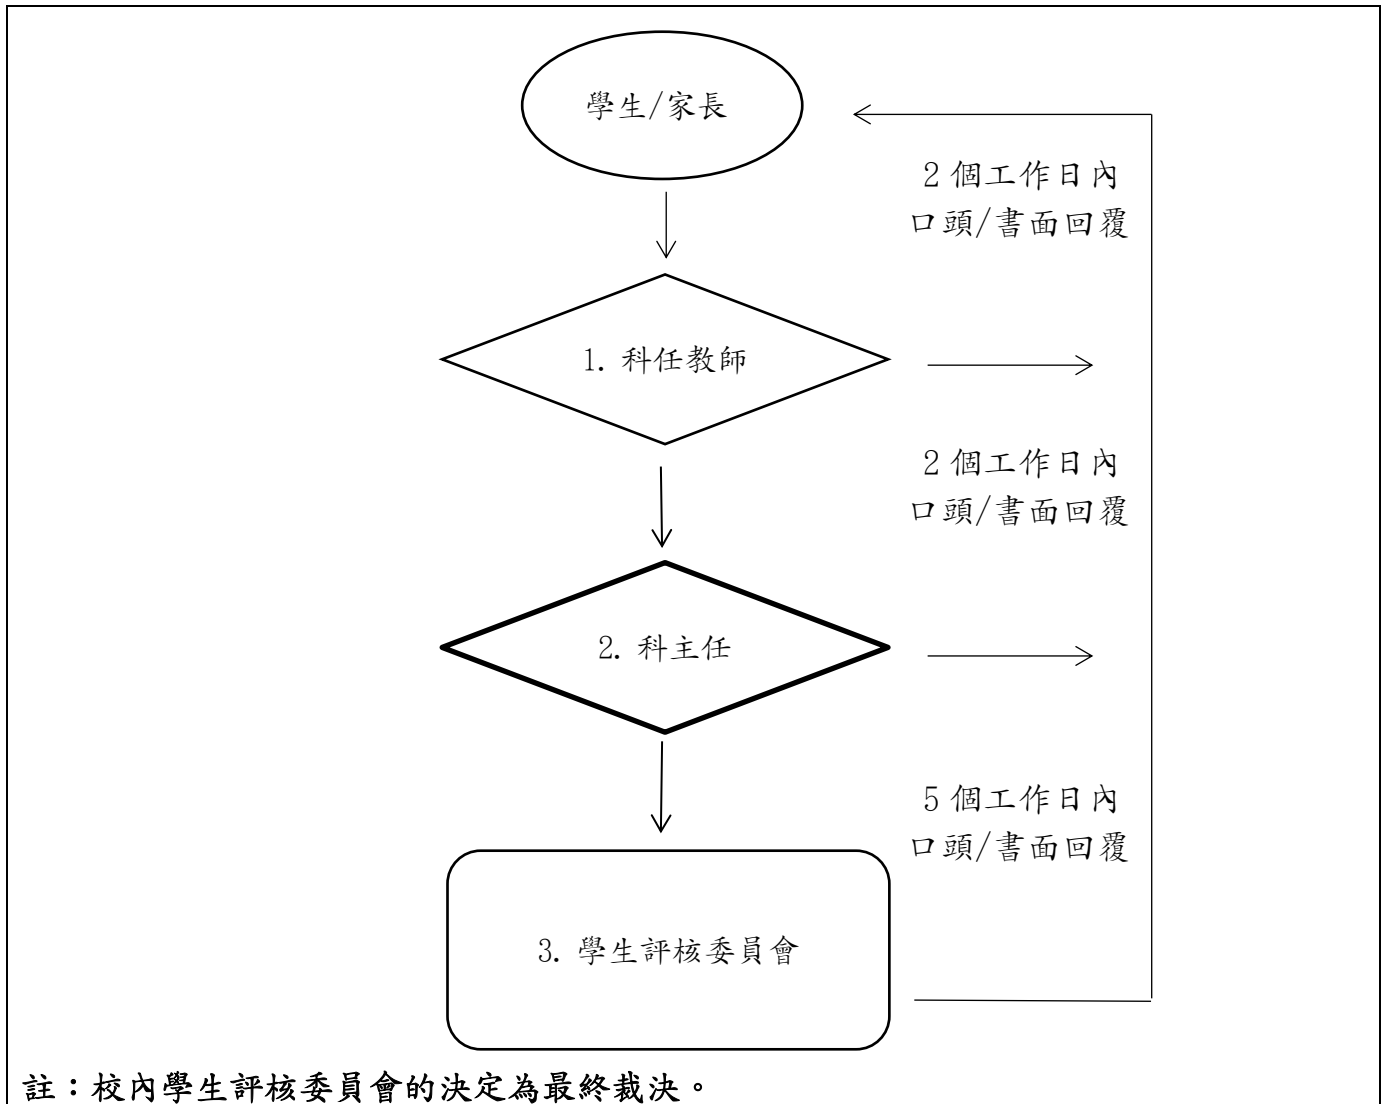 學生/家長
2 個工作日內
口頭/書面回覆
1. 科任教師
2 個工作日內
口頭/書面回覆
2. 科主任
5 個工作日內
口頭/書面回覆
3. 學生評核委員會
註：校內學生評核委員會的決定為最終裁決。